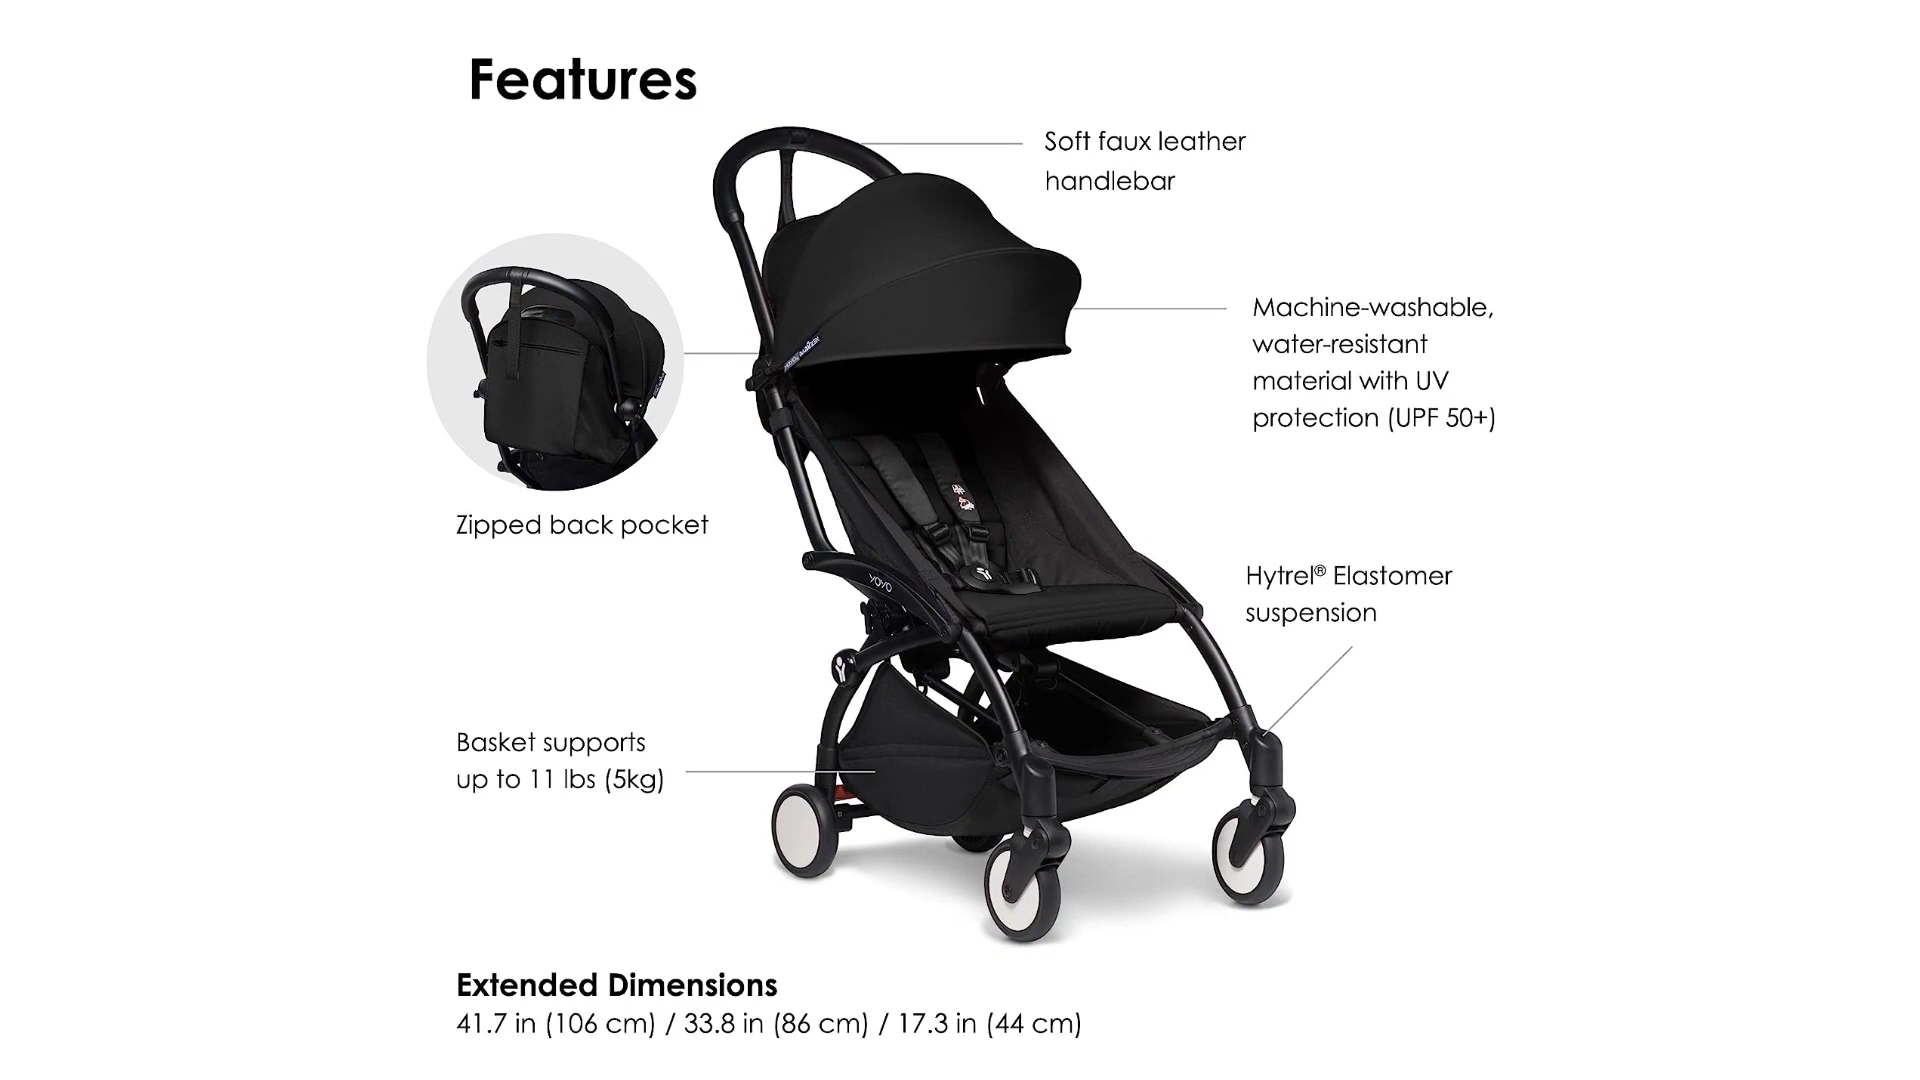 Features
Soft faux leather
handlebar
Machine-washable,
water-resistant
material with UV
protection (UPF 50+)
Zipped back pocket
Hytrel® Elastomer
suspension
YOYO
Basket supports
up to 11 lbs (5kg)
Extended Dimensions
41.7 in (106 cm) / 33.8 in (86 cm) / 17.3 in (44 cm)